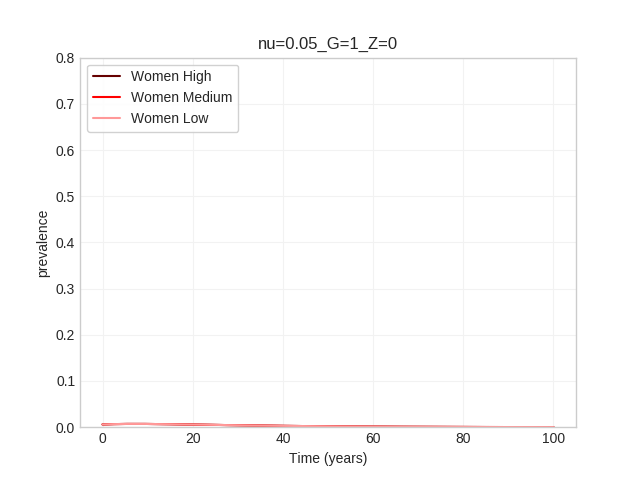 nu=0.05_G=1_Z=0
Women High
Women Medium
Women Low
0.8
0.7
0.6
0.5
0.4
0.3
0.2
0.1
0.0
prevalence
0 20 40 60 80 100
Time (years)